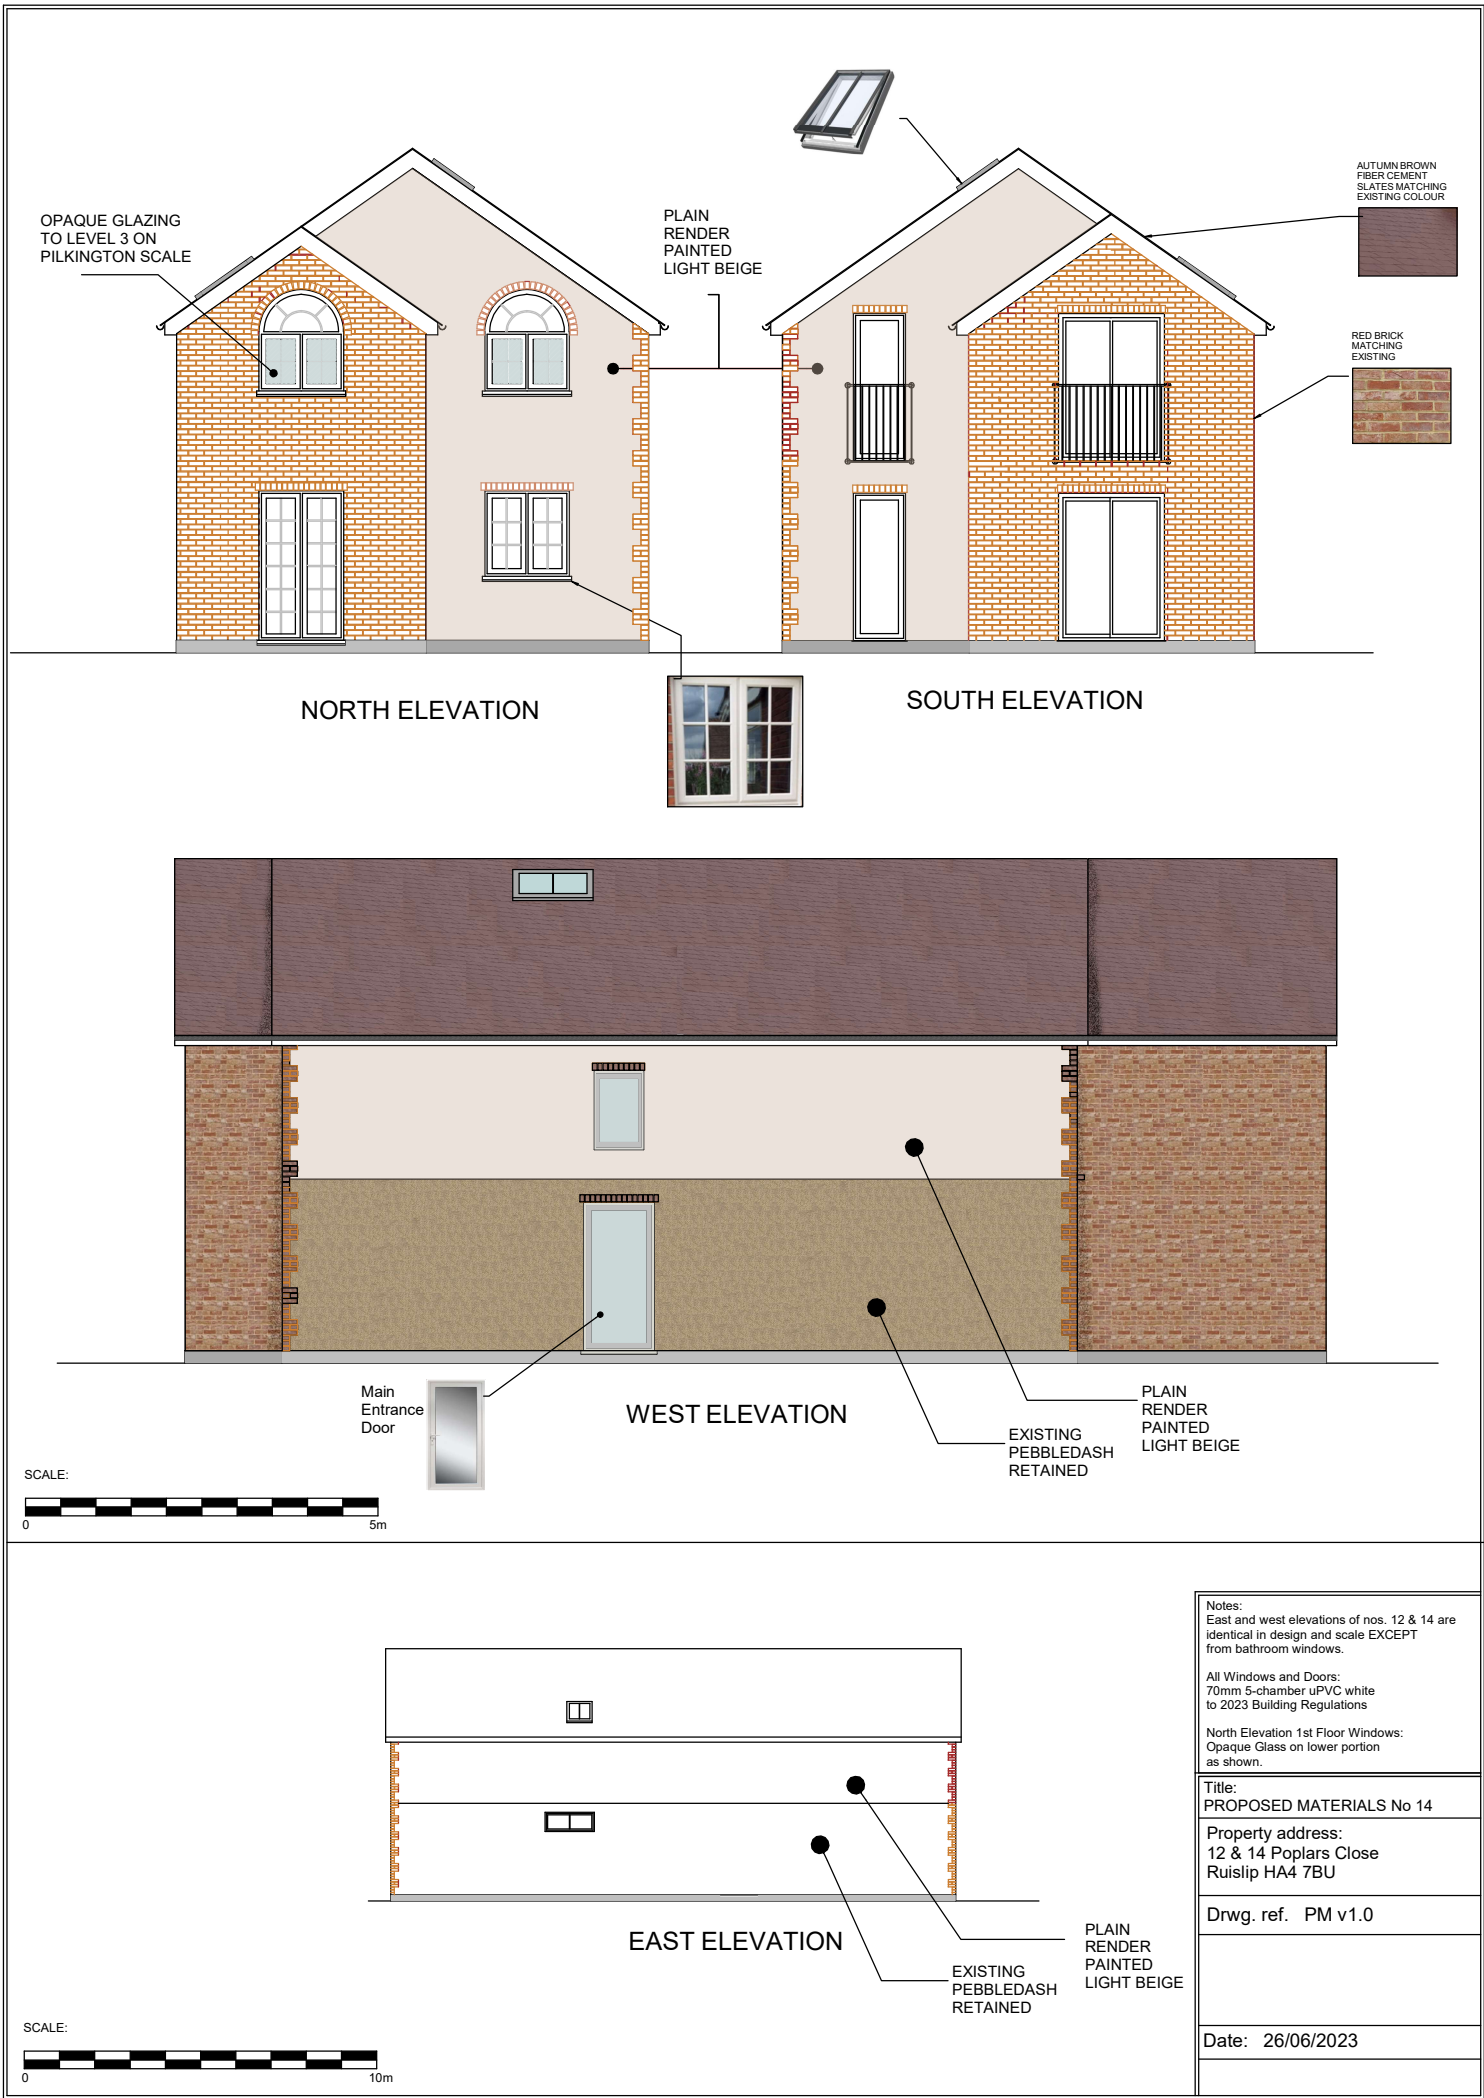 OPAQUE GLAZING
TO LEVEL 3 ON
PILKINGTON SCALE
PLAIN
RENDER
PAINTED
LIGHT BEIGE
AUTUMN BROWN
FIBER CEMENT
SLATES MATCHING
EXISTING COLOUR
RED BRICK
MATCHING
EXISTING
NORTH ELEVATION
SOUTH ELEVATION
Main
Entrance
Door
WEST ELEVATION
EXISTING
PEBBLEDASH
RETAINED
PLAIN
RENDER
PAINTED
LIGHT BEIGE
SCALE:
0 5m
EAST ELEVATION
EXISTING
PEBBLEDASH
RETAINED
PLAIN
RENDER
PAINTED
LIGHT BEIGE
SCALE:
0 10m
Notes:
East and west elevations of nos. 12 & 14 are
identical in design and scale EXCEPT
from bathroom windows.
All Windows and Doors:
70mm 5-chamber uPVC white
to 2023 Building Regulations
North Elevation 1st Floor Windows:
Opaque Glass on lower portion
as shown.
Title:
PROPOSED MATERIALS No 14
Property address:
12 & 14 Poplars Close
Ruislip HA4 7BU
Drwg. ref. PM v1.0
Date: 26/06/2023